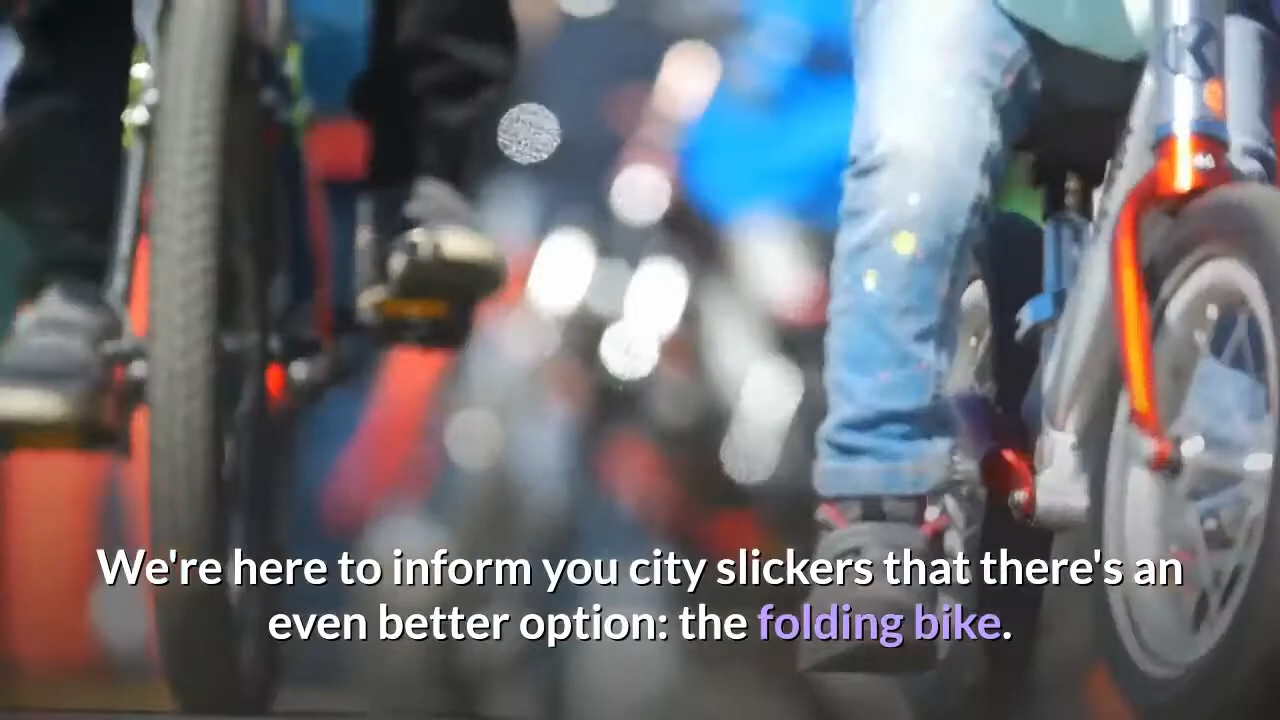 We're here to inform you city slickers that there's an
even better option: the folding bike.